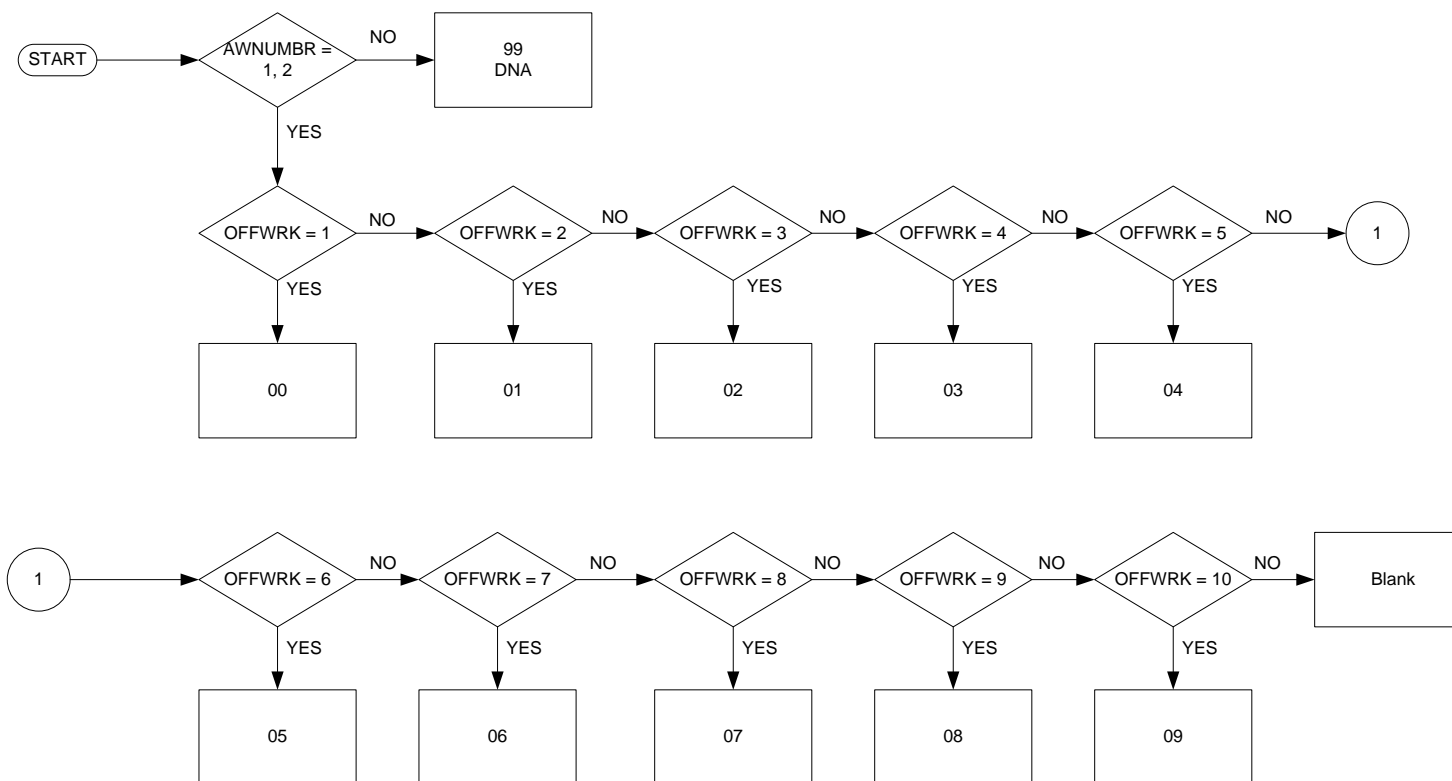 START
AWNUMBR =
1, 2
NO
99
DNA
YES
OFFWRK = 1
NO
OFFWRK = 2
NO
OFFWRK = 3
NO
OFFWRK = 4
NO
OFFWRK = 5
NO
1
YES
YES
YES
YES
YES
00
01
02
03
04
1
OFFWRK = 6
NO
OFFWRK = 7
NO
OFFWRK = 8
NO
OFFWRK = 9
NO
OFFWRK = 10
NO
Blank
YES
YES
YES
YES
YES
05
06
07
08
09